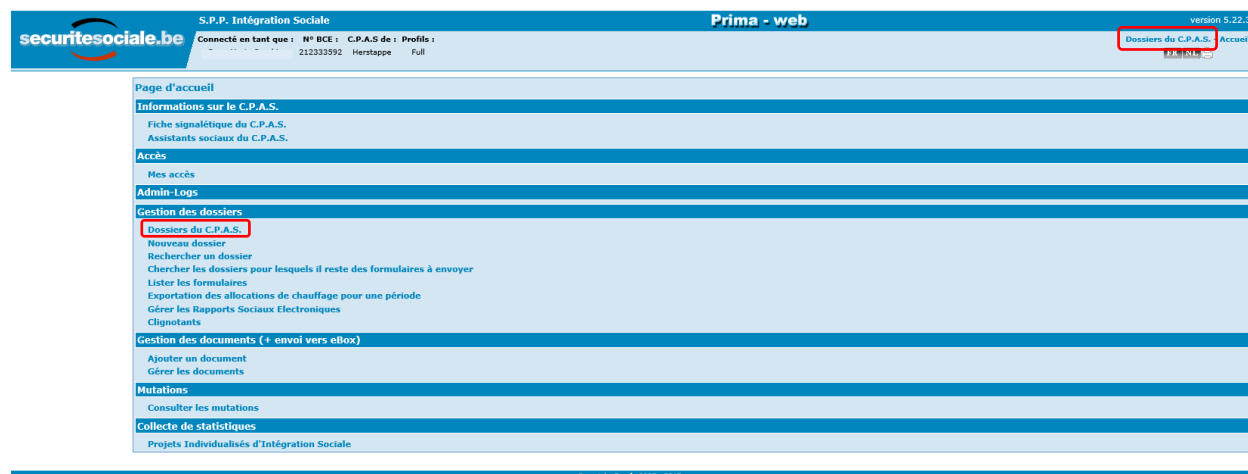 S.P.P. Intégration Sociale
Prima - web
version 5.22.3
securitesociale.be
Connecté en tant que : N° BCE : C.P.A.S de : Profils :
212333592 Herstappe Full
Dossiers du C.P.A.S. - Accueil
FR NL
Page d'accueil
Informations sur le C.P.A.S.
Fiche signalétique du C.P.A.S.
Assistants sociaux du C.P.A.S.
Accès
Mes accès
Admin-Logs
Gestion des dossiers
Dossiers du C.P.A.S.
Nouveau dossier
Rechercher un dossier
Chercher les dossiers pour lesquels il reste des formulaires à envoyer
Lister les formulaires
Exportation des allocations de chauffage pour une période
Gérer les Rapports Sociaux Electroniques
Clignotants
Gestion des documents (+ envoi vers eBox)
Ajouter un document
Gérer les documents
Mutations
Consulter les mutations
Collecte de statistiques
Projets Individualisés d'Intégration Sociale